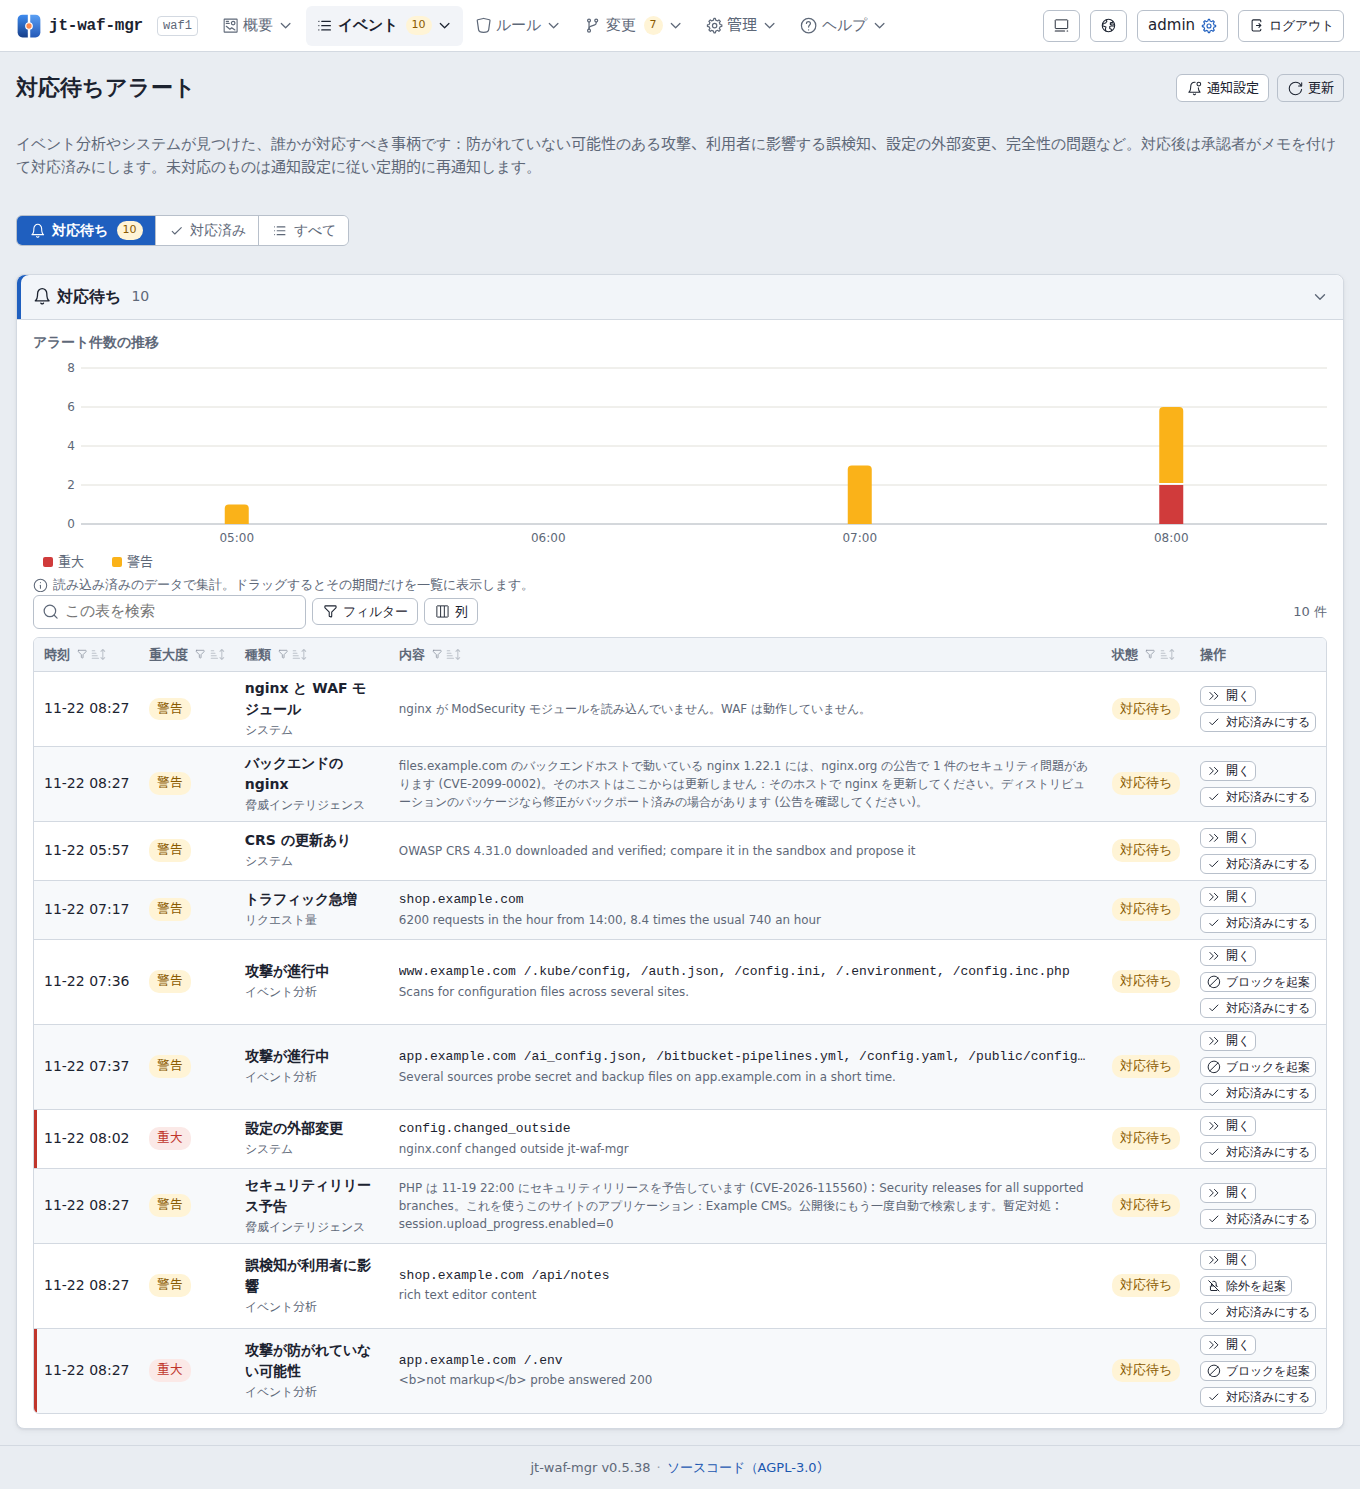 jt-waf-mgr waf1 概要 イベント 10 ルール 変更 7 管理 ヘルプ admin ログアウト
対応待ちアラート 通知設定 更新
イベント分析やシステムが見つけた、誰かが対応すべき事柄です：防がれていない可能性のある攻撃、利用者に影響する誤検知、設定の外部変更、完全性の問題など。対応後は承認者がメモを付け
て対応済みにします。未対応のものは通知設定に従い定期的に再通知します。
対応待ち 10 対応済み すべて
対応待ち 10
アラート件数の推移
8
6
4
2
0
05:00 06:00 07:00 08:00
重大 警告
読み込み済みのデータで集計。ドラッグするとその期間だけを一覧に表示します。
この表を検索 フィルター 列 10 件
時刻 重大度 種類 内容 状態 操作
11-22 08:27 警告 nginx と WAF モ
ジュール
システム
nginx が ModSecurity モジュールを読み込んでいません。WAF は動作していません。
対応待ち
開く
対応済みにする
11-22 08:27 警告 バックエンドの
nginx
脅威インテリジェンス
files.example.com のバックエンドホストで動いている nginx 1.22.1 には、nginx.org の公告で 1 件のセキュリティ問題があ
ります (CVE-2099-0002)。そのホストはここからは更新しません：そのホストで nginx を更新してください。ディストリビュ
ーションのパッケージなら修正がバックポート済みの場合があります (公告を確認してください)。
対応待ち
開く
対応済みにする
11-22 05:57 警告 CRS の更新あり
システム
OWASP CRS 4.31.0 downloaded and verified; compare it in the sandbox and propose it
対応待ち
開く
対応済みにする
11-22 07:17 警告 トラフィック急増
リクエスト量
shop.example.com
6200 requests in the hour from 14:00, 8.4 times the usual 740 an hour
対応待ち
開く
対応済みにする
11-22 07:36 警告 攻撃が進行中
イベント分析
www.example.com /.kube/config, /auth.json, /config.ini, /.environment, /config.inc.php
Scans for configuration files across several sites.
対応待ち
開く
ブロックを起案
対応済みにする
11-22 07:37 警告 攻撃が進行中
イベント分析
app.example.com /ai_config.json, /bitbucket-pipelines.yml, /config.yaml, /public/config…
Several sources probe secret and backup files on app.example.com in a short time.
対応待ち
開く
ブロックを起案
対応済みにする
11-22 08:02 重大 設定の外部変更
システム
config.changed_outside
nginx.conf changed outside jt-waf-mgr
対応待ち
開く
対応済みにする
11-22 08:27 警告 セキュリティリリー
ス予告
脅威インテリジェンス
PHP は 11-19 22:00 にセキュリティリリースを予告しています (CVE-2026-115560)：Security releases for all supported
branches。これを使うこのサイトのアプリケーション：Example CMS。公開後にもう一度自動で検索します。暫定対処：
session.upload_progress.enabled=0
対応待ち
開く
対応済みにする
11-22 08:27 警告 誤検知が利用者に影
響
イベント分析
shop.example.com /api/notes
rich text editor content
対応待ち
開く
除外を起案
対応済みにする
11-22 08:27 重大 攻撃が防がれていな
い可能性
イベント分析
app.example.com /.env
<b>not markup</b> probe answered 200
対応待ち
開く
ブロックを起案
対応済みにする
jt-waf-mgr v0.5.38 · ソースコード（AGPL-3.0）